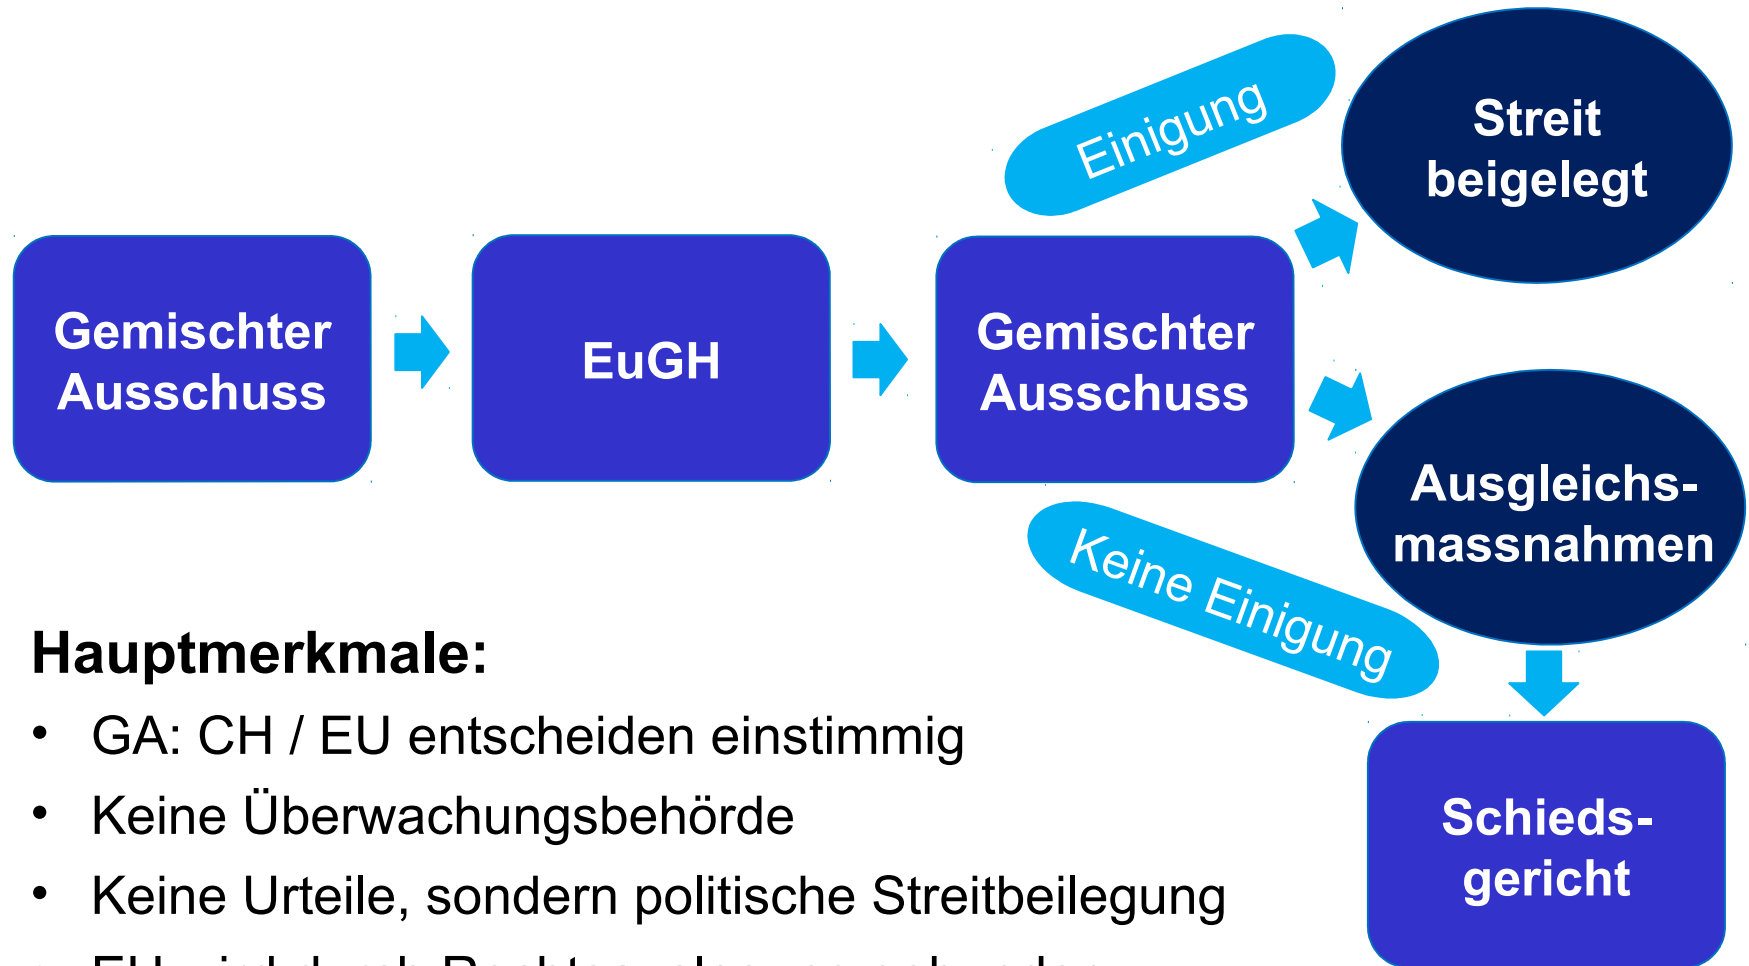 Einigung
Streit
beigelegt
Gemischter
Ausschuss
EuGH
Gemischter
Ausschuss
Ausgleichs-
massnahmen
Keine Einigung
Schieds-
gericht
Hauptmerkmale:
• GA: CH / EU entscheiden einstimmig
• Keine Überwachungsbehörde
• Keine Urteile, sondern politische Streitbeilegung